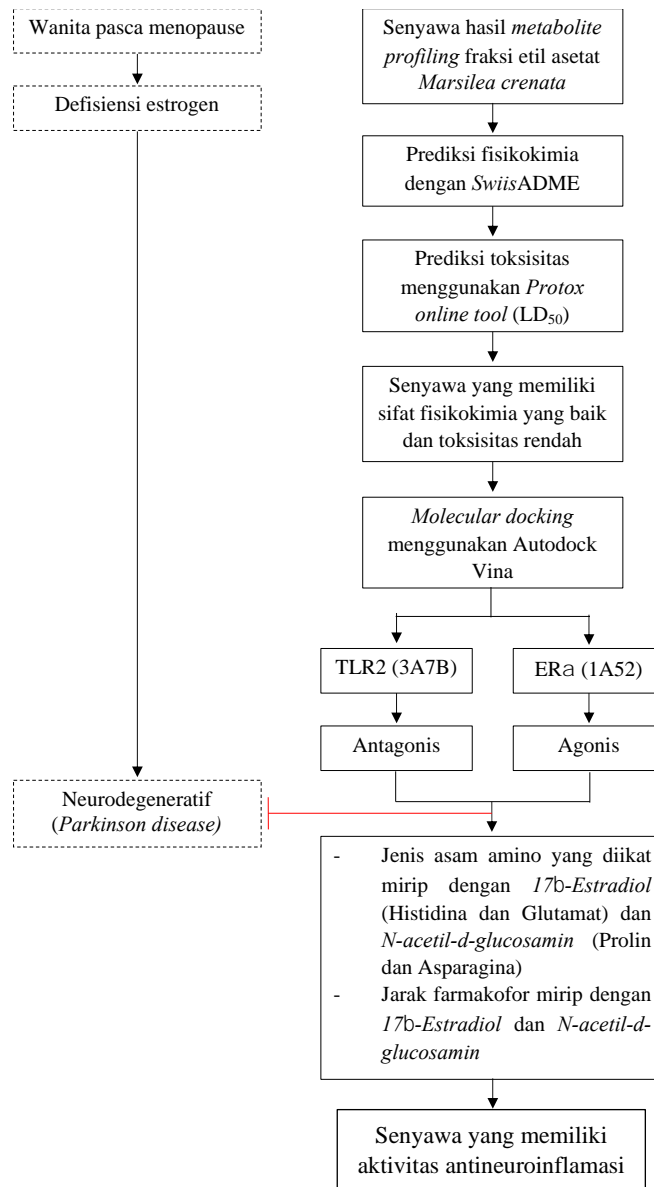 Wanita pasca menopause
Defisiensi estrogen
Neurodegeneratif
(Parkinson disease)
Senyawa hasil metabolite
profiling fraksi etil asetat
Marsilea crenata
Prediksi fisikokimia
dengan SwiisADME
Prediksi toksisitas
menggunakan Protox
online tool (LD₅₀)
Senyawa yang memiliki
sifat fisikokimia yang baik
dan toksisitas rendah
Molecular docking
menggunakan Autodock
Vina
TLR2 (3A7B)
ERa (1A52)
Antagonis
Agonis
- Jenis asam amino yang diikat
mirip dengan 17b-Estradiol
(Histidina dan Glutamat) dan
N-acetil-d-glucosamin (Prolin
dan Asparagina)
- Jarak farmakofor mirip dengan
17b-Estradiol dan N-acetil-d-
glucosamin
Senyawa yang memiliki
aktivitas antineuroinflamasi